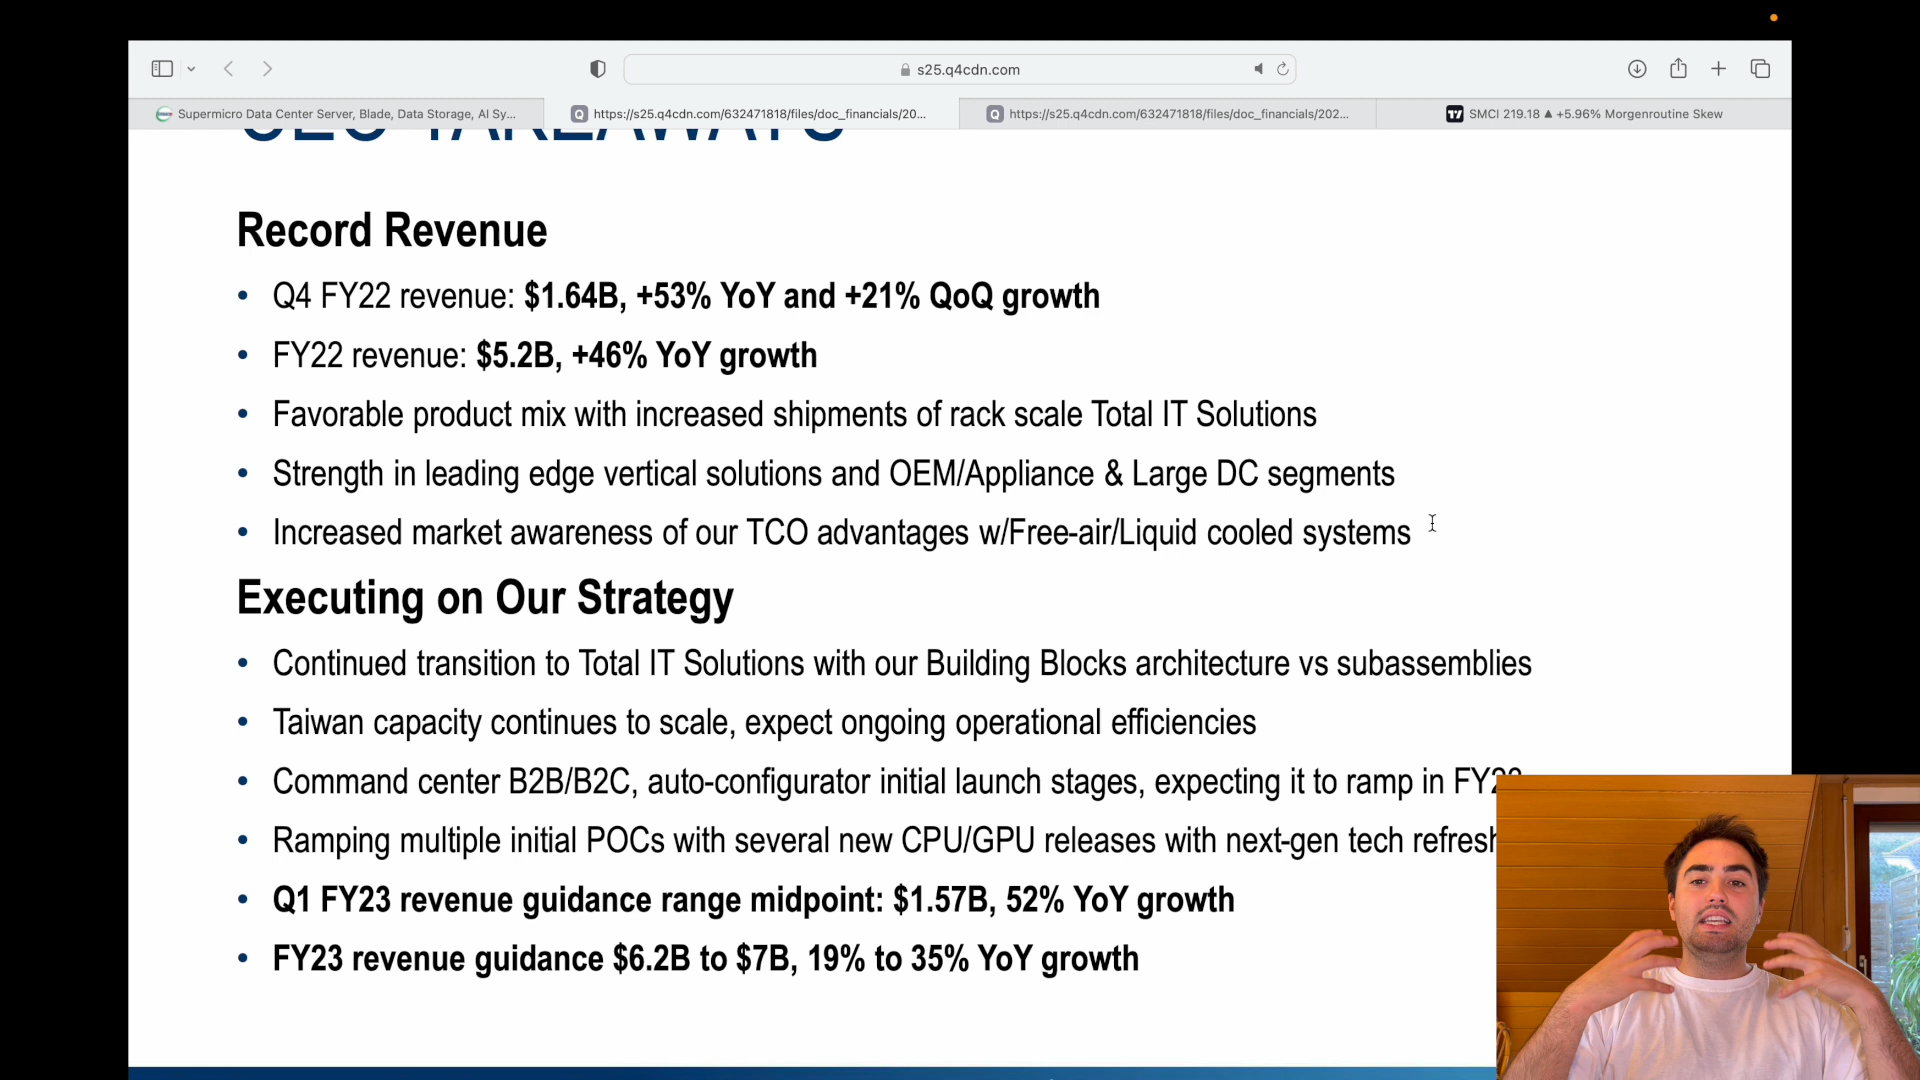 s25.q4cdn.com
Supermicro Data Center Server, Blade, Data Storage, AI Sy...
https://s25.q4cdn.com/632471818/files/doc_financials/20...
https://s25.q4cdn.com/632471818/files/doc_financials/202...
SMCI 219.18 ▲ +5.96% Morgenroutine Skew
CEO TAKEAWAYS
Record Revenue
• Q4 FY22 revenue: $1.64B, +53% YoY and +21% QoQ growth
• FY22 revenue: $5.2B, +46% YoY growth
• Favorable product mix with increased shipments of rack scale Total IT Solutions
• Strength in leading edge vertical solutions and OEM/Appliance & Large DC segments
• Increased market awareness of our TCO advantages w/Free-air/Liquid cooled systems
Executing on Our Strategy
• Continued transition to Total IT Solutions with our Building Blocks architecture vs subassemblies
• Taiwan capacity continues to scale, expect ongoing operational efficiencies
• Command center B2B/B2C, auto-configurator initial launch stages, expecting it to ramp in FY23
• Ramping multiple initial POCs with several new CPU/GPU releases with next-gen tech refresh
• Q1 FY23 revenue guidance range midpoint: $1.57B, 52% YoY growth
• FY23 revenue guidance $6.2B to $7B, 19% to 35% YoY growth